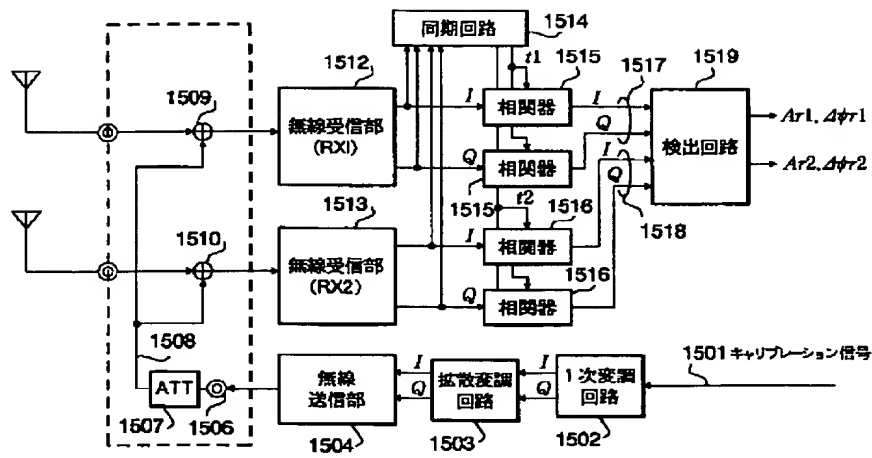 1514
同期回路
1509
1512
無線受信部
(RX1)
I
Q
t1
1515
相関器
I
1517
Q
相関器
1515
1519
検出回路
Ar1,Δφr1
Ar2,Δφr2
I
Q
1518
1510
1513
無線受信部
(RX2)
I
Q
t2
1516
相関器
1516
相関器
1508
ATT
1507
1506
無線
送信部
1504
I
Q
拡散変調
回路
1503
I
Q
1次変調
回路
1502
1501 キャリブレーション信号